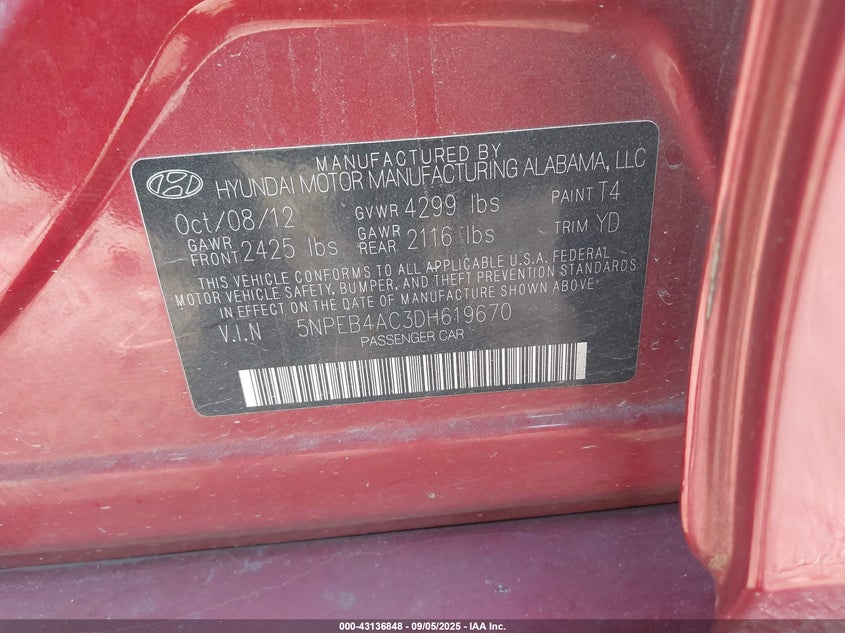 MANUFACTURED BY
HYUNDAI MOTOR MANUFACTURING ALABAMA, LLC
Oct/08/12 GVWR 4299 lbs PAINT T4
GAWR FRONT 2425 lbs GAWR REAR 2116 lbs TRIM YD
THIS VEHICLE CONFORMS TO ALL APPLICABLE U.S.A. FEDERAL
MOTOR VEHICLE SAFETY, BUMPER, AND THEFT PREVENTION STANDARDS
IN EFFECT ON THE DATE OF MANUFACTURE SHOWN ABOVE.
V.I.N 5NPEB4AC3DH619670
PASSENGER CAR
000-43136848 - 09/05/2025 - IAA Inc.